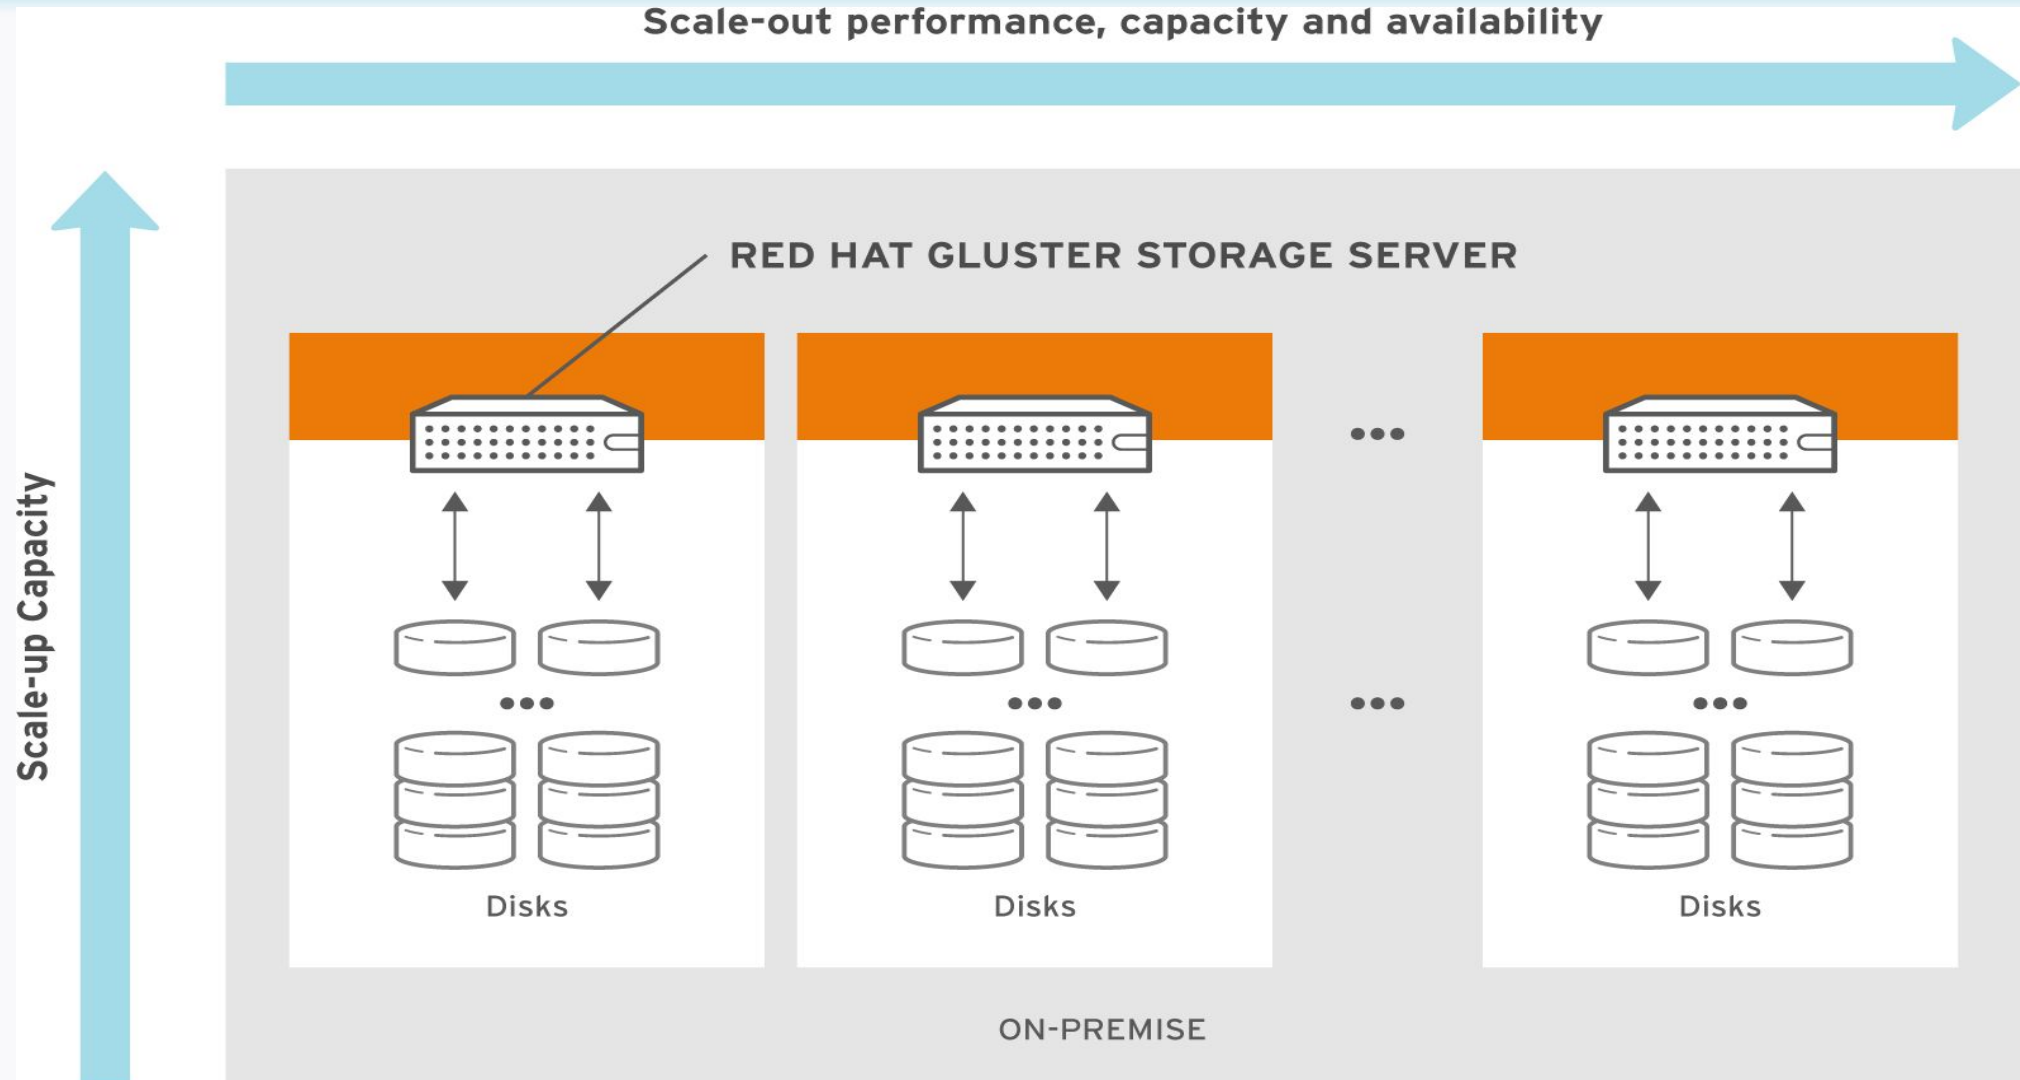 Scale-out performance, capacity and availability
Scale-up Capacity
RED HAT GLUSTER STORAGE SERVER
Disks
Disks
Disks
ON-PREMISE